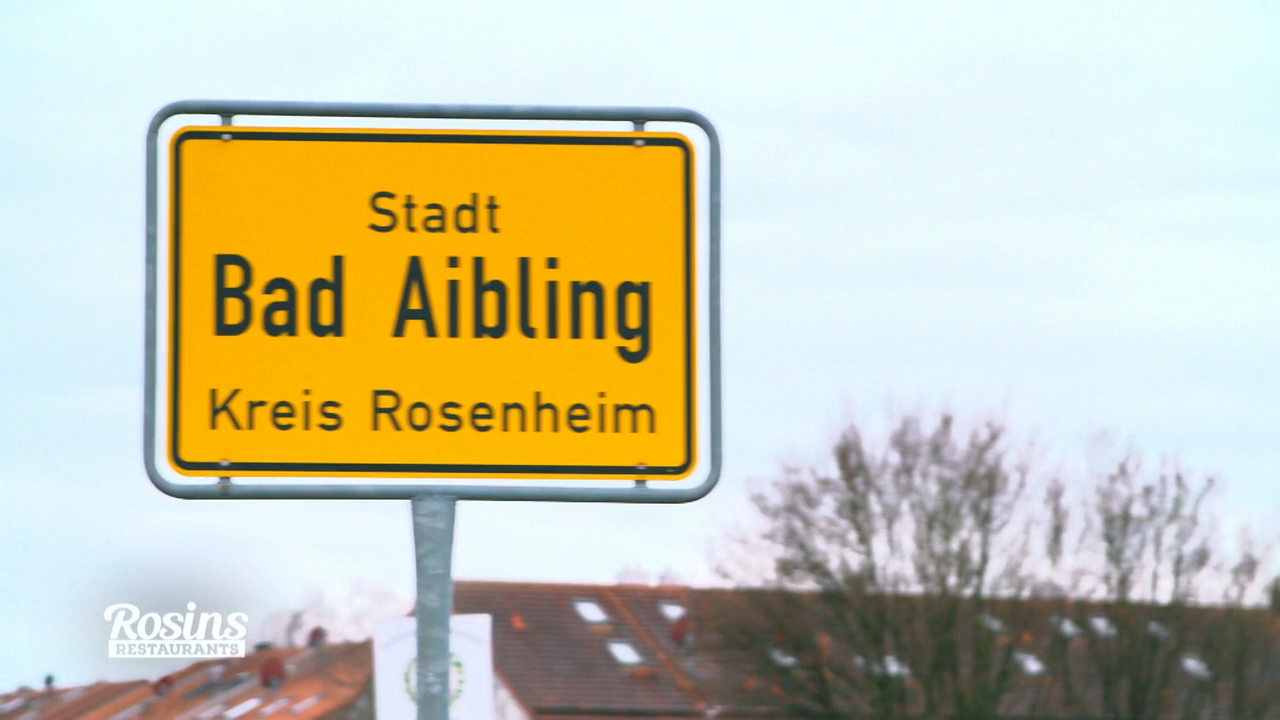 Stadt
Bad Aibling
Kreis Rosenheim
Rosins
RESTAURANTS